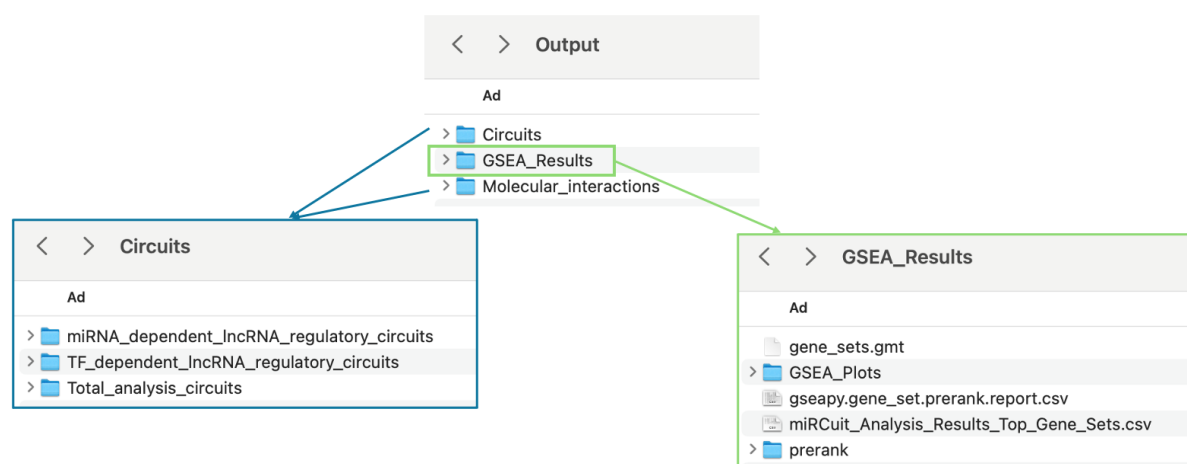 Output
Ad
Circuits
GSEA_Results
Molecular_interactions
Circuits
Ad
miRNA_dependent_lncRNA_regulatory_circuits
TF_dependent_lncRNA_regulatory_circuits
Total_analysis_circuits
GSEA_Results
Ad
gene_sets.gmt
GSEA_Plots
gseapy.gene_set.prerank.report.csv
miRCuit_Analysis_Results_Top_Gene_Sets.csv
prerank